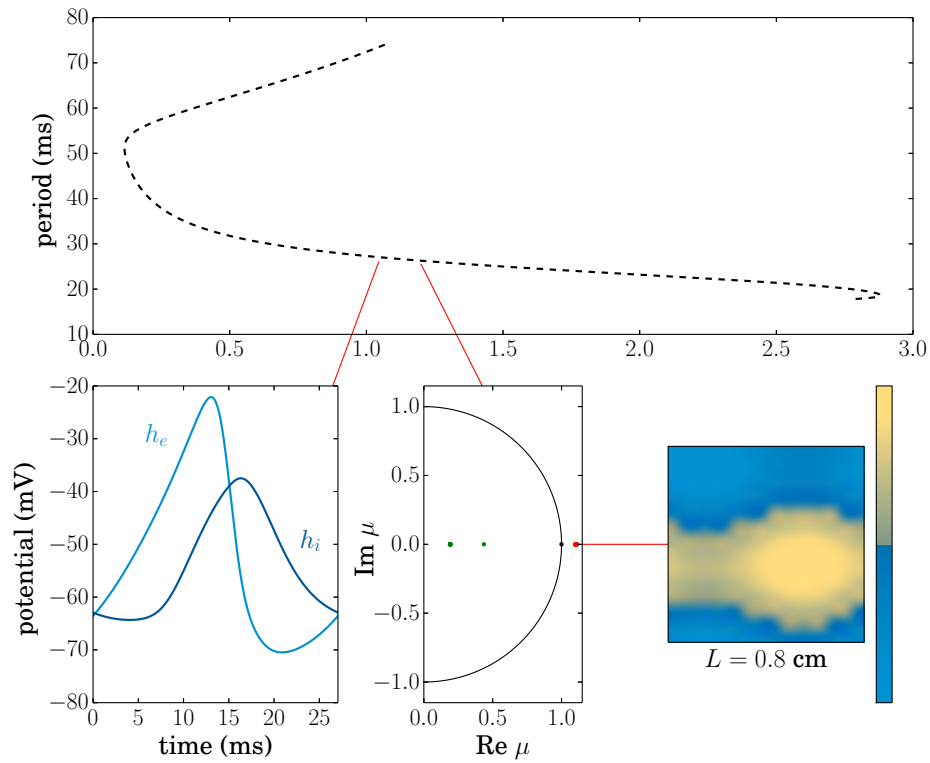 80
70
60
50
40
30
20
10
period (ms)
0.0 0.5 1.0 1.5 2.0 2.5 3.0
−20
−30
−40
−50
−60
−70
−80
potential (mV)
h_e
h_i
0 5 10 15 20 25
time (ms)
1.0
0.5
0.0
−0.5
−1.0
Im μ
0.0 0.5 1.0
Re μ
L = 0.8 cm